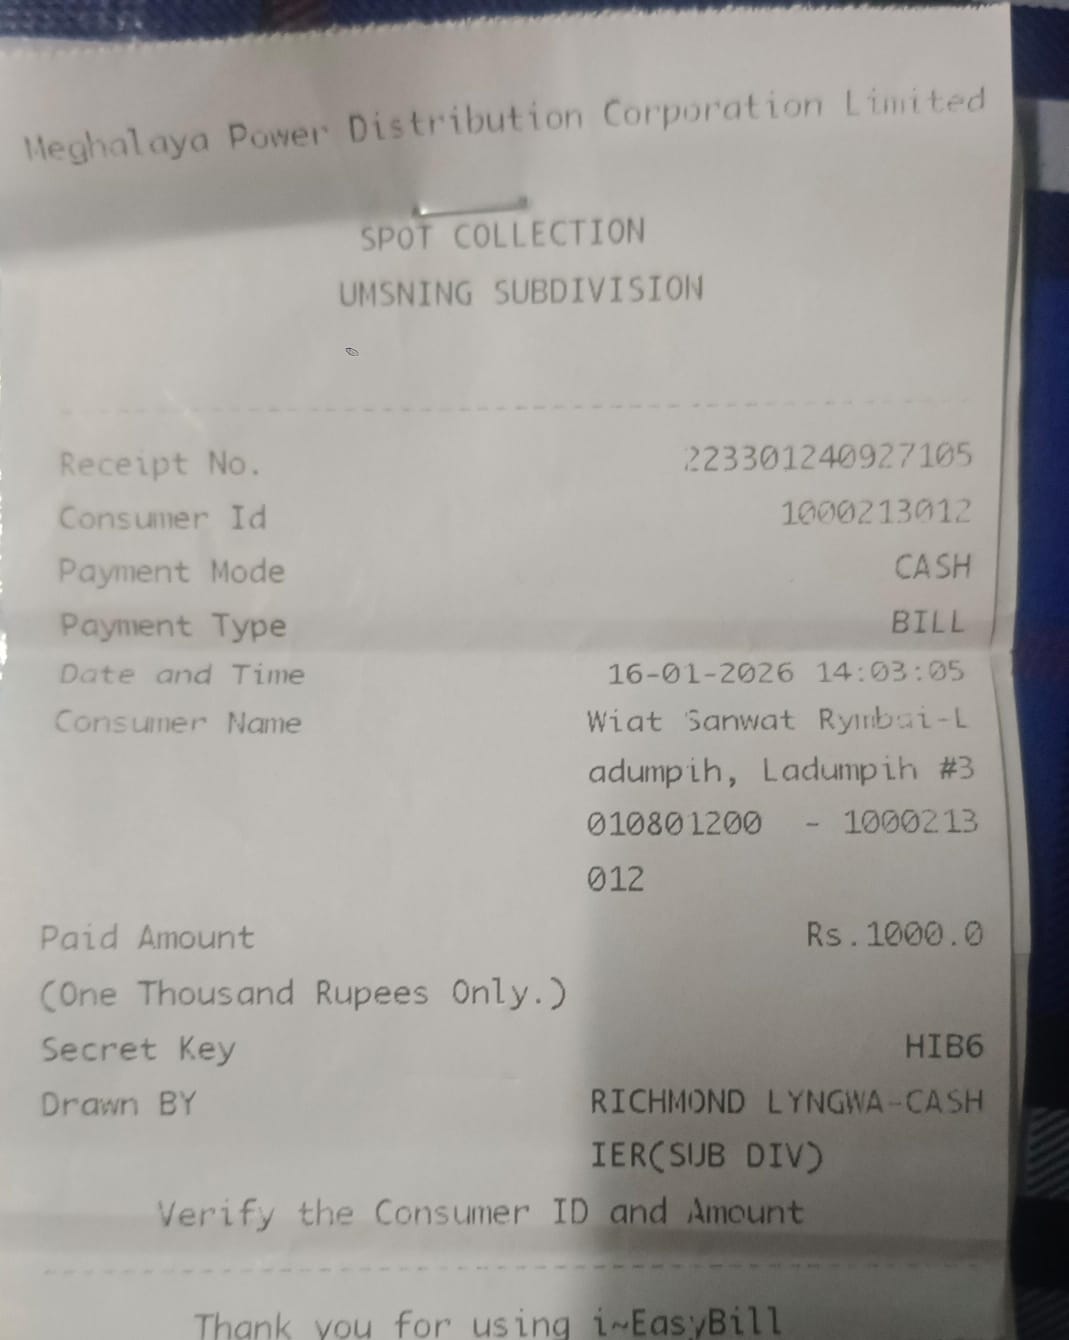 Meghalaya Power Distribution Corporation Limited
SPOT COLLECTION
UMSNING SUBDIVISION
Receipt No. 223301240927105
Consumer Id 1000213012
Payment Mode CASH
Payment Type BILL
Date and Time 16-01-2026 14:03:05
Consumer Name Wiat Sanwat Rymbai-L
adumpih, Ladumpih #3
010801200 - 1000213
012
Paid Amount Rs.1000.0
(One Thousand Rupees Only.)
Secret Key HIB6
Drawn BY RICHMOND LYNGWA-CASH
IER(SUB DIV)
Verify the Consumer ID and Amount
Thank you for using i~EasyBill